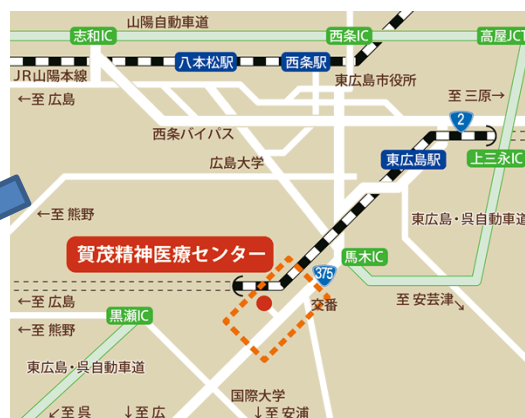 山陽自動車道
志和IC
西条IC
高屋JCT
八本松駅
西条駅
JR山陽本線
東広島市役所
←至 広島
至 三原→
2
西条バイパス
広島大学
東広島駅
上三永IC
←至 熊野
東広島・呉自動車道
賀茂精神医療センター
馬木IC
375
←至 広島
交番
至 安芸津↘
黒瀬IC
←至 熊野
東広島・呉自動車道
国際大学
↙至 呉
↓至 広
↓至 安浦